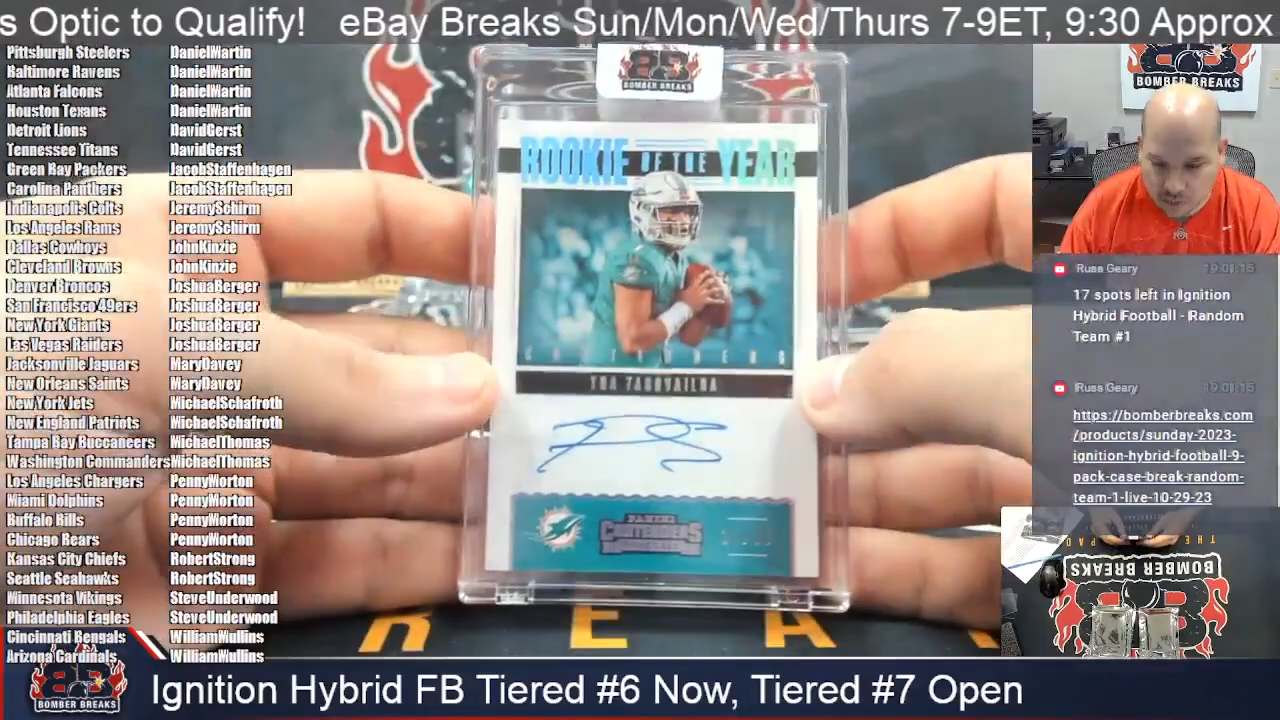 s Optic to Qualify!   eBay Breaks Sun/Mon/Wed/Thurs 7-9ET, 9:30 Approx
Pittsburgh Steelers DanielMartin
Baltimore Ravens DanielMartin
Atlanta Falcons DanielMartin
Houston Texans DanielMartin
Detroit Lions DavidGerst
Tennessee Titans DavidGerst
Green Bay Packers JacobStaffenhagen
Carolina Panthers JacobStaffenhagen
Indianapolis Colts JeremySchirm
Los Angeles Rams JeremySchirm
Dallas Cowboys JohnKinzie
Cleveland Browns JohnKinzie
Denver Broncos JoshuaBerger
San Francisco 49ers JoshuaBerger
New York Giants JoshuaBerger
Las Vegas Raiders JoshuaBerger
Jacksonville Jaguars MaryDavey
New Orleans Saints MaryDavey
New York Jets MichaelSchafroth
New England Patriots MichaelSchafroth
Tampa Bay Buccaneers MichaelThomas
Washington Commanders MichaelThomas
Los Angeles Chargers PennyMorton
Miami Dolphins PennyMorton
Buffalo Bills PennyMorton
Chicago Bears PennyMorton
Kansas City Chiefs RobertStrong
Seattle Seahawks RobertStrong
Minnesota Vikings SteveUnderwood
Philadelphia Eagles SteveUnderwood
Cincinnati Bengals WilliamMullins
Arizona Cardinals WilliamMullins
BOMBER BREAKS
ROOKIE OF THE YEAR
CONTENDERS
TUA TAGOVAILOA
PANINI
CONTENDERS
R E A
BOMBER BREAKS
Russ Geary 19:01:15
17 spots left in Ignition
Hybrid Football - Random
Team #1
Russ Geary 19:01:15
https://bomberbreaks.com
/products/sunday-2023-
ignition-hybrid-football-9-
pack-case-break-random-
team-1-live-10-29-23
BOMBER BREAKS
BOMBER BREAKS
Ignition Hybrid FB Tiered #6 Now, Tiered #7 Open